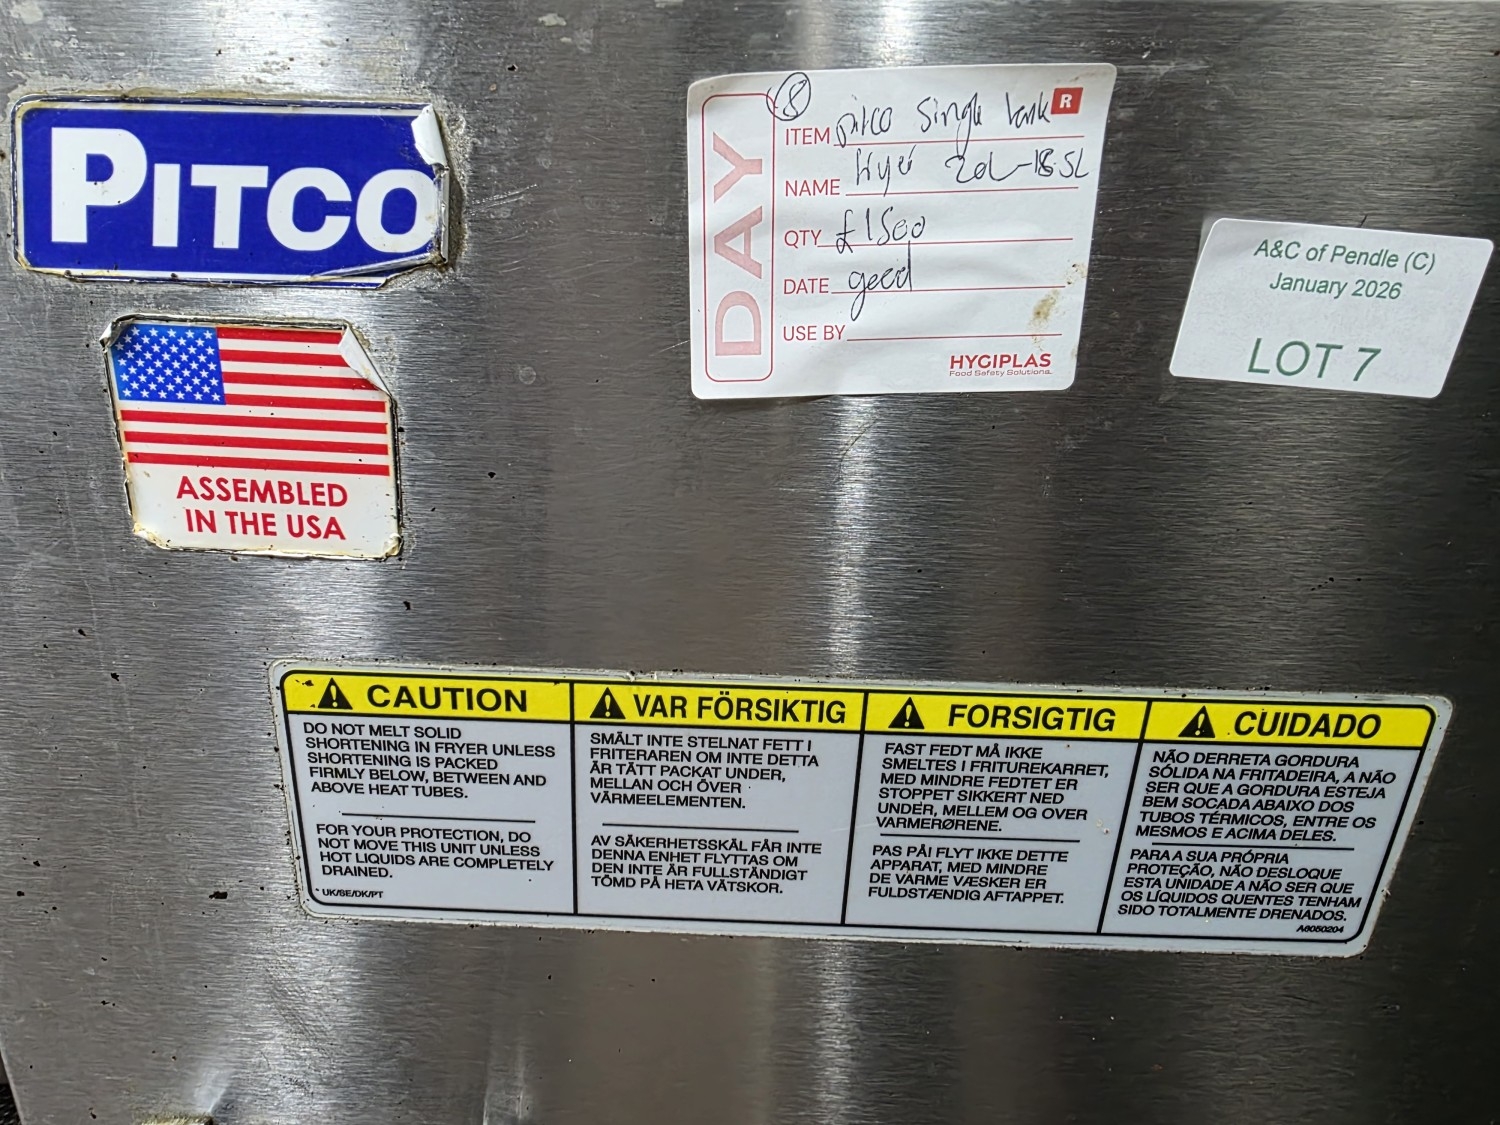 PITCO
ASSEMBLED
IN THE USA
8
DAY
ITEM pitco Single tank R
NAME
QTY £1500
DATE good
USE BY
HYGIPLAS
Food Safety Solutions.
A&C of Pendle (C)
January 2026
LOT 7
CAUTION
DO NOT MELT SOLID
SHORTENING IN FRYER UNLESS
SHORTENING IS PACKED
FIRMLY BELOW, BETWEEN AND
ABOVE HEAT TUBES.
FOR YOUR PROTECTION, DO
NOT MOVE THIS UNIT UNLESS
HOT LIQUIDS ARE COMPLETELY
DRAINED.
UK/SE/DK/PT
VAR FÖRSIKTIG
SMÄLT INTE STELNAT FETT I
FRITERAREN OM INTE DETTA
ÄR TÄTT PACKAT UNDER,
MELLAN OCH ÖVER
VÄRMEELEMENTEN.
AV SÄKERHETSSKÄL FÅR INTE
DENNA ENHET FLYTTAS OM
DEN INTE ÄR FULLSTÄNDIGT
TÖMD PÅ HETA VÄTSKOR.
FORSIGTIG
FAST FEDT MÅ IKKE
SMELTES I FRITUREKARRET,
MED MINDRE FEDTET ER
STOPPET SIKKERT NED
UNDER, MELLEM OG OVER
VARMERØRENE.
PAS PÅ! FLYT IKKE DETTE
APPARAT, MED MINDRE
DE VARME VÆSKER ER
FULDSTÆNDIG AFTAPPET.
CUIDADO
NÃO DERRETA GORDURA
SÓLIDA NA FRITADEIRA, A NÃO
SER QUE A GORDURA ESTEJA
BEM SOCADA ABAIXO DOS
TUBOS TÉRMICOS, ENTRE OS
MESMOS E ACIMA DELES.
PARA A SUA PRÓPRIA
PROTEÇÃO, NÃO DESLOQUE
ESTA UNIDADE A NÃO SER QUE
OS LÍQUIDOS QUENTES TENHAM
SIDO TOTALMENTE DRENADOS.
A6050204